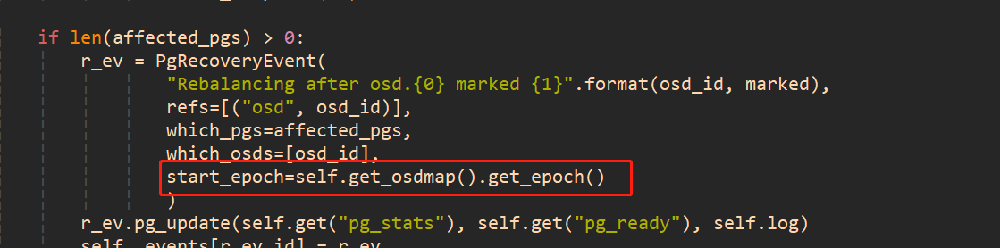 if len(affected_pgs) > 0:
r_ev = PgRecoveryEvent(
"Rebalancing after osd.{0} marked {1}".format(osd_id, marked),
refs=[("osd", osd_id)],
which_pgs=affected_pgs,
which_osds=[osd_id],
start_epoch=self.get_osdmap().get_epoch()
)
r_ev.pg_update(self.get("pg_stats"), self.get("pg_ready"), self.log)
self._events[r_ev.id] = r_ev